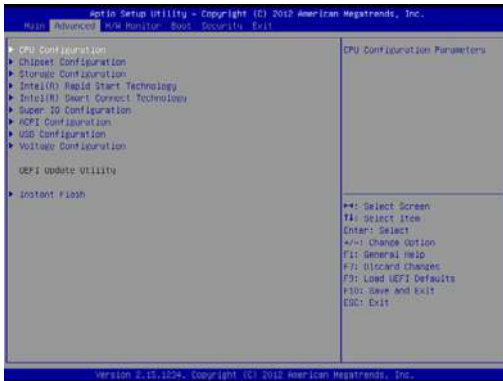 Aptio Setup Utility - Copyright (C) 2012 American Megatrends, Inc.
Main Advanced H/W Monitor Boot Security Exit
CPU Configuration
Chipset Configuration
Storage Configuration
Intel(R) Rapid Start Technology
Intel(R) Smart Connect Technology
Super IO Configuration
ACPI Configuration
USB Configuration
Voltage Configuration
UEFI Update Utility
Instant Flash
CPU Configuration Parameters
→←: Select Screen
↑↓: Select Item
Enter: Select
+/-: Change Option
F1: General Help
F7: Discard Changes
F9: Load UEFI Defaults
F10: Save and Exit
ESC: Exit
Version 2.15.1234. Copyright (C) 2012 American Megatrends, Inc.